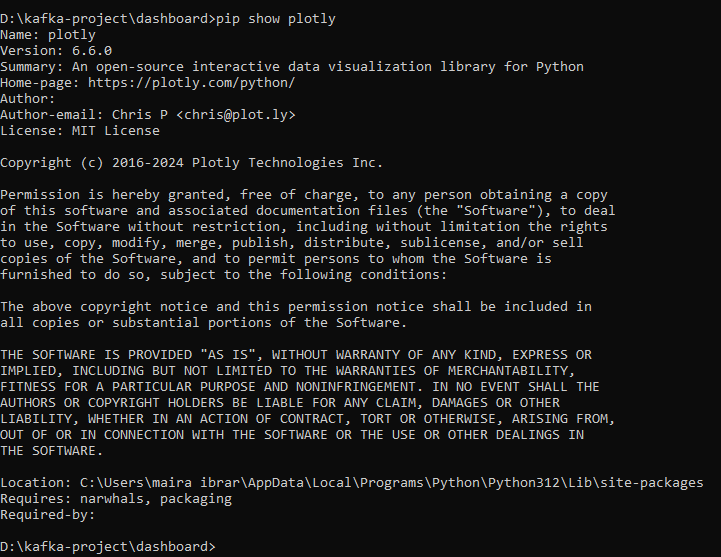 D:\kafka-project\dashboard>pip show plotly
Name: plotly
Version: 6.6.0
Summary: An open-source interactive data visualization library for Python
Home-page: https://plotly.com/python/
Author:
Author-email: Chris P <chris@plot.ly>
License: MIT License

Copyright (c) 2016-2024 Plotly Technologies Inc.

Permission is hereby granted, free of charge, to any person obtaining a copy
of this software and associated documentation files (the "Software"), to deal
in the Software without restriction, including without limitation the rights
to use, copy, modify, merge, publish, distribute, sublicense, and/or sell
copies of the Software, and to permit persons to whom the Software is
furnished to do so, subject to the following conditions:

The above copyright notice and this permission notice shall be included in
all copies or substantial portions of the Software.

THE SOFTWARE IS PROVIDED "AS IS", WITHOUT WARRANTY OF ANY KIND, EXPRESS OR
IMPLIED, INCLUDING BUT NOT LIMITED TO THE WARRANTIES OF MERCHANTABILITY,
FITNESS FOR A PARTICULAR PURPOSE AND NONINFRINGEMENT. IN NO EVENT SHALL THE
AUTHORS OR COPYRIGHT HOLDERS BE LIABLE FOR ANY CLAIM, DAMAGES OR OTHER
LIABILITY, WHETHER IN AN ACTION OF CONTRACT, TORT OR OTHERWISE, ARISING FROM,
OUT OF OR IN CONNECTION WITH THE SOFTWARE OR THE USE OR OTHER DEALINGS IN
THE SOFTWARE.

Location: C:\Users\maira ibrar\AppData\Local\Programs\Python\Python312\Lib\site-packages
Requires: narwhals, packaging
Required-by:

D:\kafka-project\dashboard>